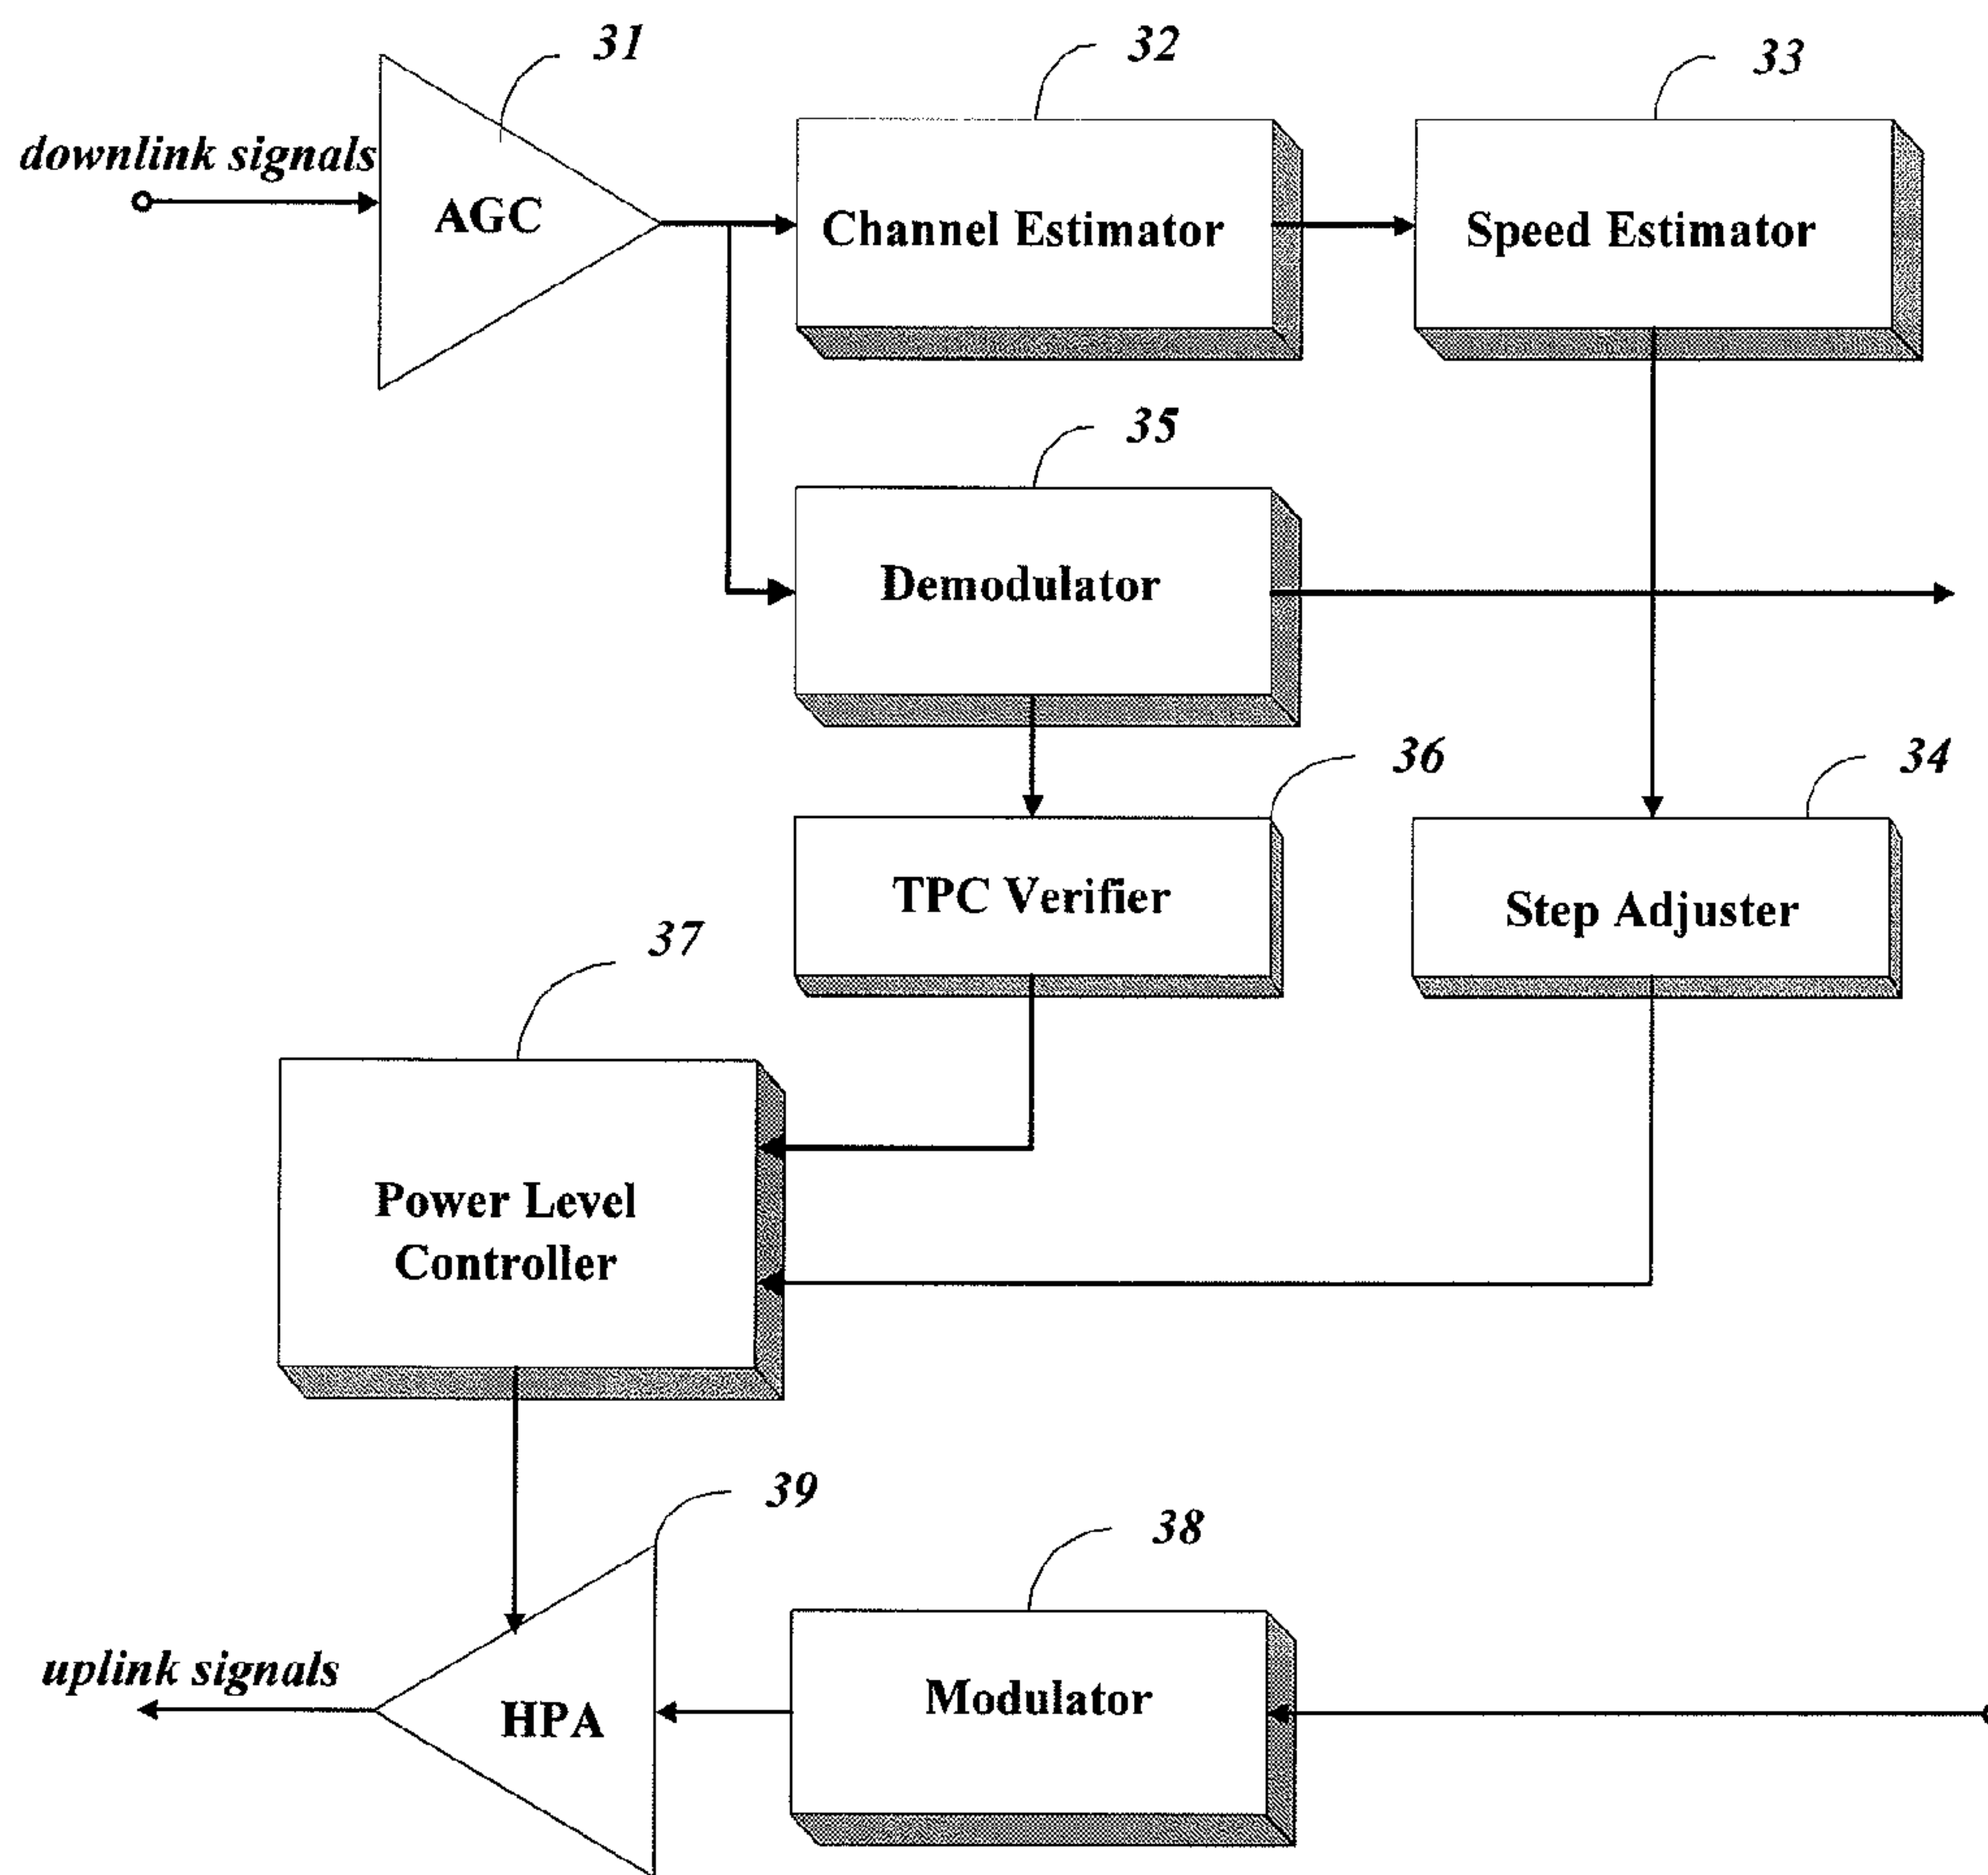 31
32
33
downlink signals
AGC
Channel Estimator
Speed Estimator
35
Demodulator
36
34
TPC Verifier
Step Adjuster
37
Power Level
Controller
39
38
uplink signals
HPA
Modulator